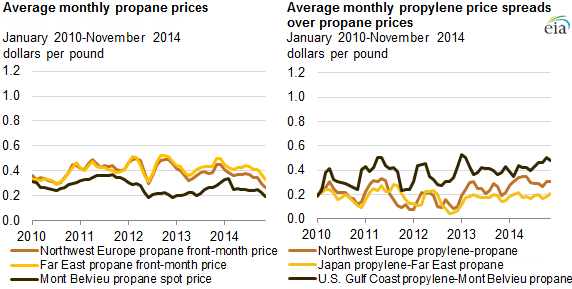 Average monthly propane prices
January 2010-November 2014
dollars per pound
1.2
1.0
0.8
0.6
0.4
0.2
0.0
2010 2011 2012 2013 2014
Northwest Europe propane front-month price
Far East propane front-month price
Mont Belvieu propane spot price
Average monthly propylene price spreads
over propane prices
eia
January 2010-November 2014
dollars per pound
1.2
1.0
0.8
0.6
0.4
0.2
0.0
2010 2011 2012 2013 2014
Northwest Europe propylene-propane
Japan propylene-Far East propane
U.S. Gulf Coast propylene-Mont Belvieu propane